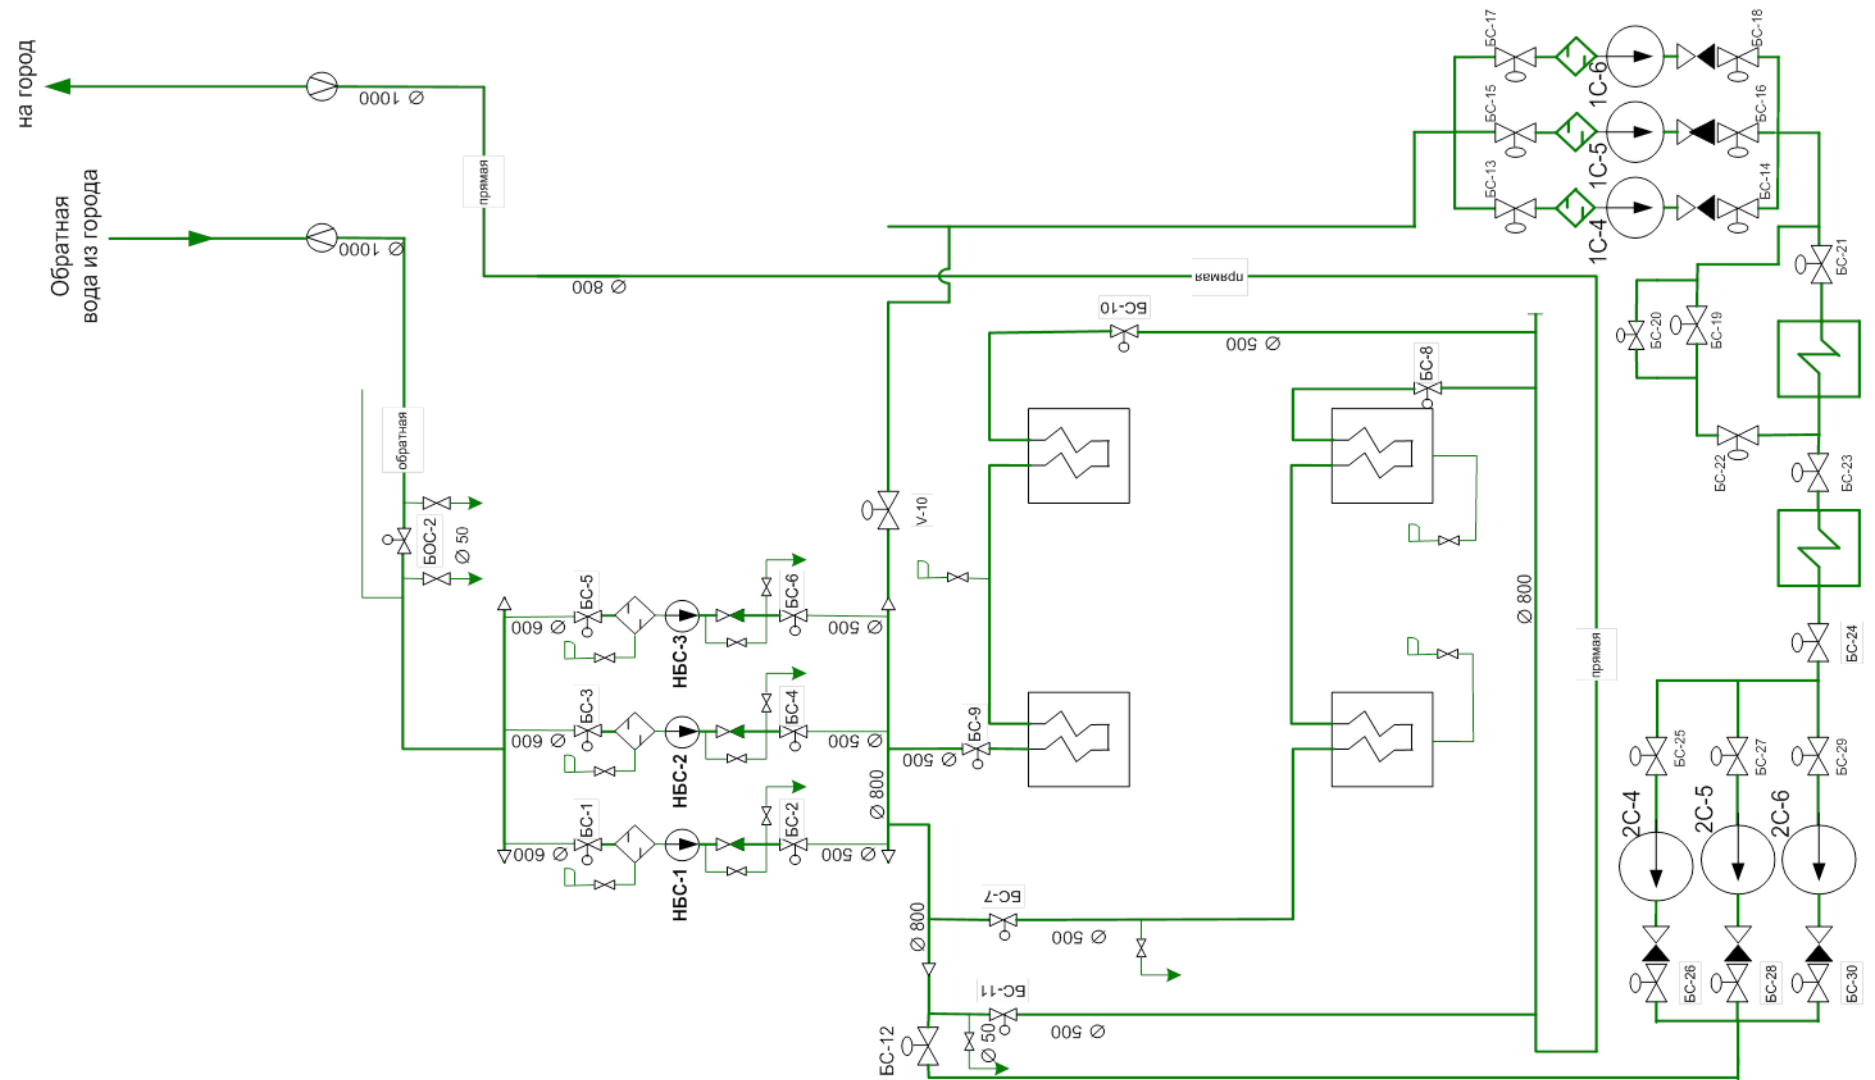 на город
Обратная
вода из города
Ø 1000
Ø 1000
прямая
обратная
Ø 800
прямая
БОС-2
Ø 50
БС-5
БС-6
Ø 600
Ø 500
НБС-3
БС-3
БС-4
Ø 600
Ø 500
НБС-2
БС-1
БС-2
Ø 600
Ø 500
НБС-1
Ø 800
V-10
БС-9
Ø 500
БС-10
Ø 500
БС-8
Ø 800
прямая
Ø 800
БС-7
Ø 500
БС-11
Ø 500
Ø 50
БС-12
БС-17
БС-18
1С-6
БС-15
БС-16
1С-5
БС-13
БС-14
1С-4
БС-21
БС-20
БС-19
БС-22
БС-23
БС-24
БС-25
БС-27
БС-29
2С-4
2С-5
2С-6
БС-26
БС-28
БС-30